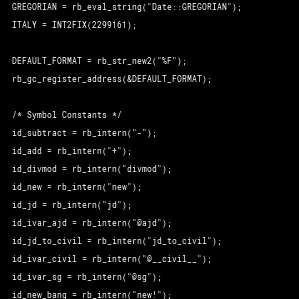 GREGORIAN = rb_eval_string("Date::GREGORIAN");
ITALY = INT2FIX(2299161);
DEFAULT_FORMAT = rb_str_new2("%F");
rb_gc_register_address(&DEFAULT_FORMAT);
/* Symbol Constants */
id_subtract = rb_intern("-");
id_add = rb_intern("+");
id_divmod = rb_intern("divmod");
id_new = rb_intern("new");
id_jd = rb_intern("jd");
id_ivar_ajd = rb_intern("@ajd");
id_jd_to_civil = rb_intern("jd_to_civil");
id_ivar_civil = rb_intern("@__civil__");
id_ivar_sg = rb_intern("@sg");
id_new_bang = rb_intern("new!");